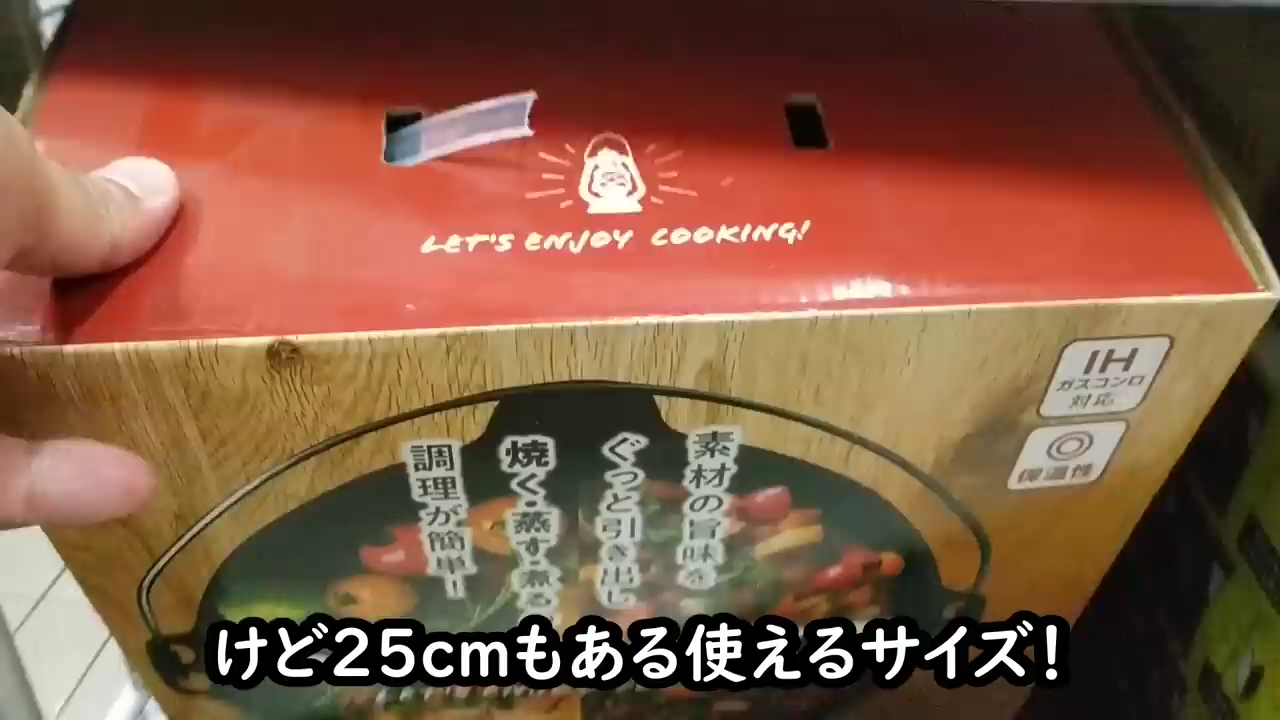 LET'S ENJOY COOKING!
IH
ガスコンロ
対応
保温性
素材の旨味を
ぐっと引き出し
焼く・蒸す・煮る
調理が簡単!
けど25cmもある使えるサイズ!